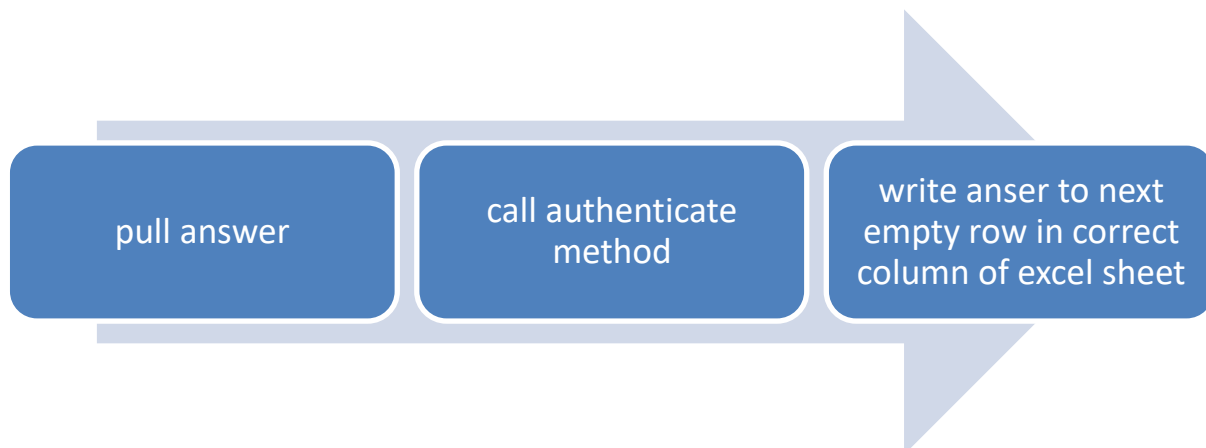 pull answer
call authenticate
method
write anser to next
empty row in correct
column of excel sheet